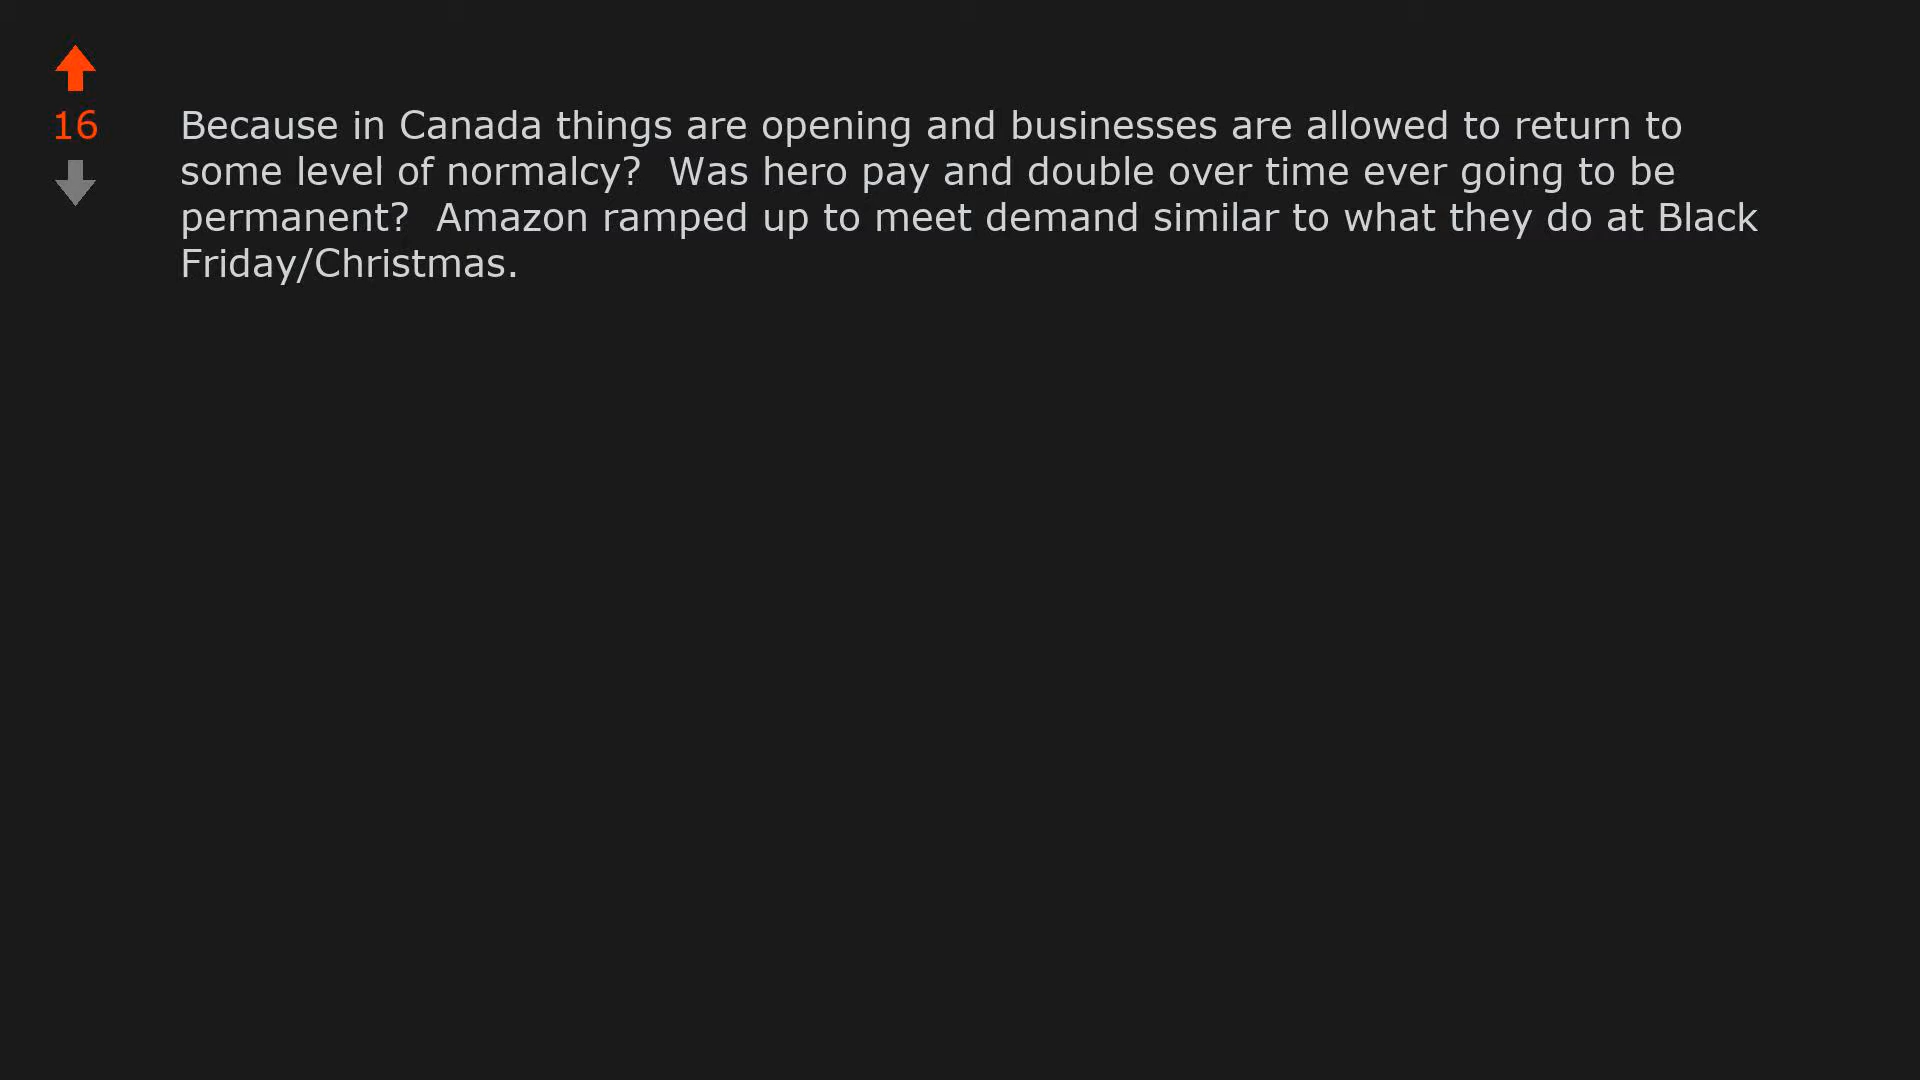 16
Because in Canada things are opening and businesses are allowed to return to
some level of normalcy?  Was hero pay and double over time ever going to be
permanent?  Amazon ramped up to meet demand similar to what they do at Black
Friday/Christmas.